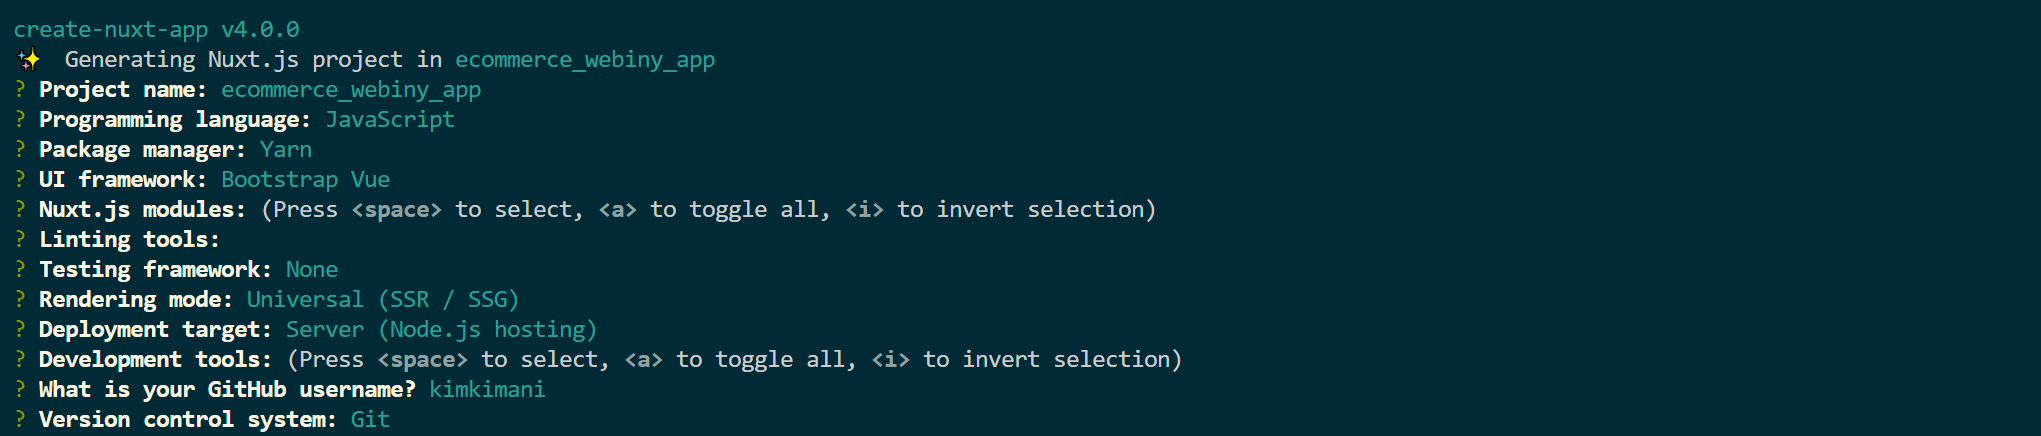 create-nuxt-app v4.0.0
✨  Generating Nuxt.js project in ecommerce_webiny_app
? Project name: ecommerce_webiny_app
? Programming language: JavaScript
? Package manager: Yarn
? UI framework: Bootstrap Vue
? Nuxt.js modules: (Press <space> to select, <a> to toggle all, <i> to invert selection)
? Linting tools:
? Testing framework: None
? Rendering mode: Universal (SSR / SSG)
? Deployment target: Server (Node.js hosting)
? Development tools: (Press <space> to select, <a> to toggle all, <i> to invert selection)
? What is your GitHub username? kimkimani
? Version control system: Git